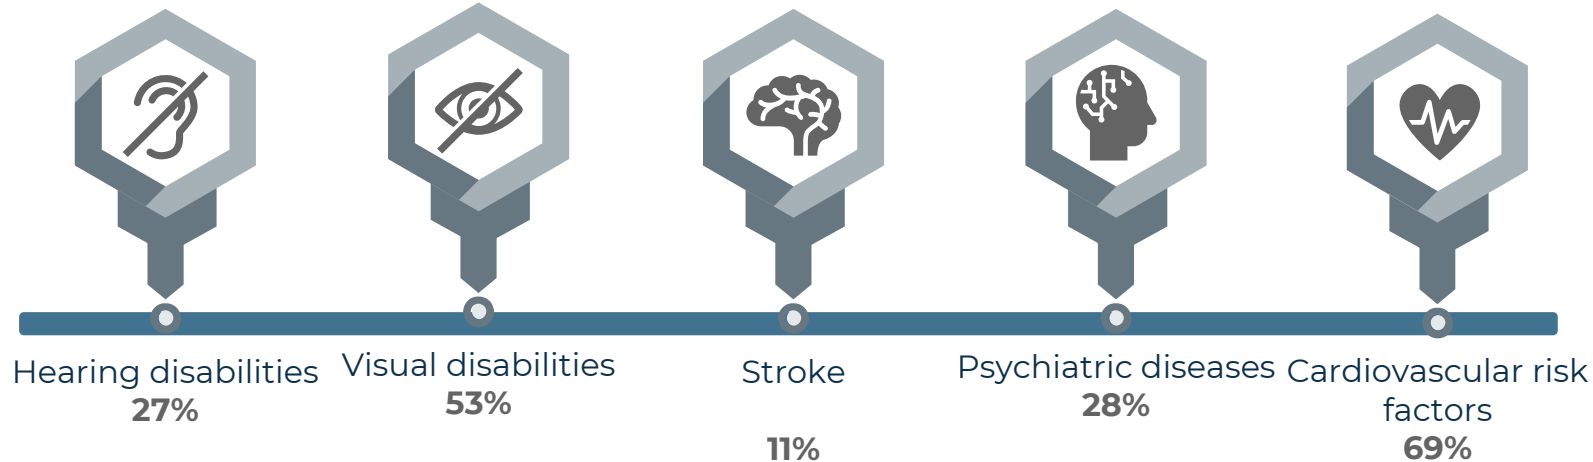 Hearing disabilities
27%
Visual disabilities
53%
Stroke
11%
Psychiatric diseases
28%
Cardiovascular risk
factors
69%